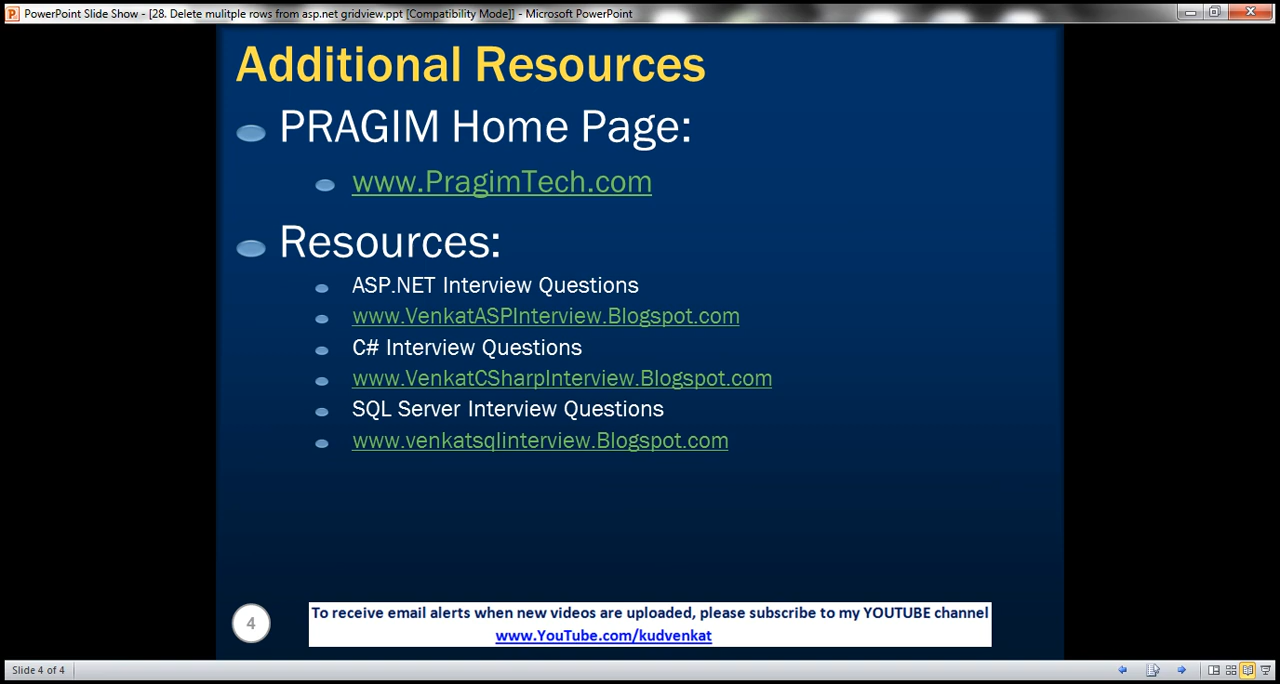 PowerPoint Slide Show - [28. Delete mulitple rows from asp.net gridview.ppt [Compatibility Mode]] - Microsoft PowerPoint
Additional Resources
PRAGIM Home Page:
www.PragimTech.com
Resources:
ASP.NET Interview Questions
www.VenkatASPInterview.Blogspot.com
C# Interview Questions
www.VenkatCSharpInterview.Blogspot.com
SQL Server Interview Questions
www.venkatsqlinterview.Blogspot.com
4
To receive email alerts when new videos are uploaded, please subscribe to my YOUTUBE channel
www.YouTube.com/kudvenkat
Slide 4 of 4